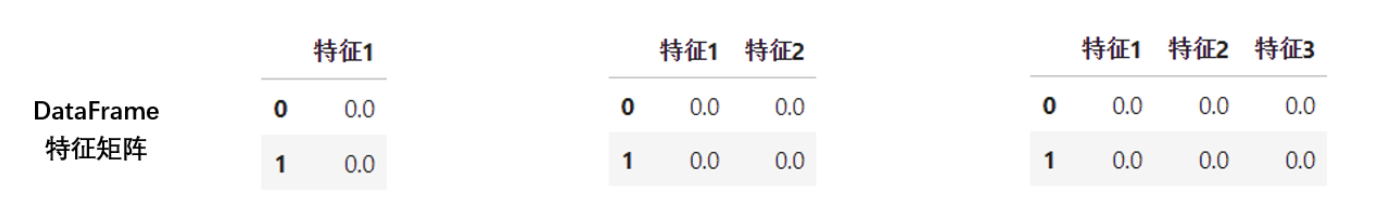 DataFrame
特征矩阵
特征1
0 0.0
1 0.0
特征1 特征2
0 0.0 0.0
1 0.0 0.0
特征1 特征2 特征3
0 0.0 0.0 0.0
1 0.0 0.0 0.0